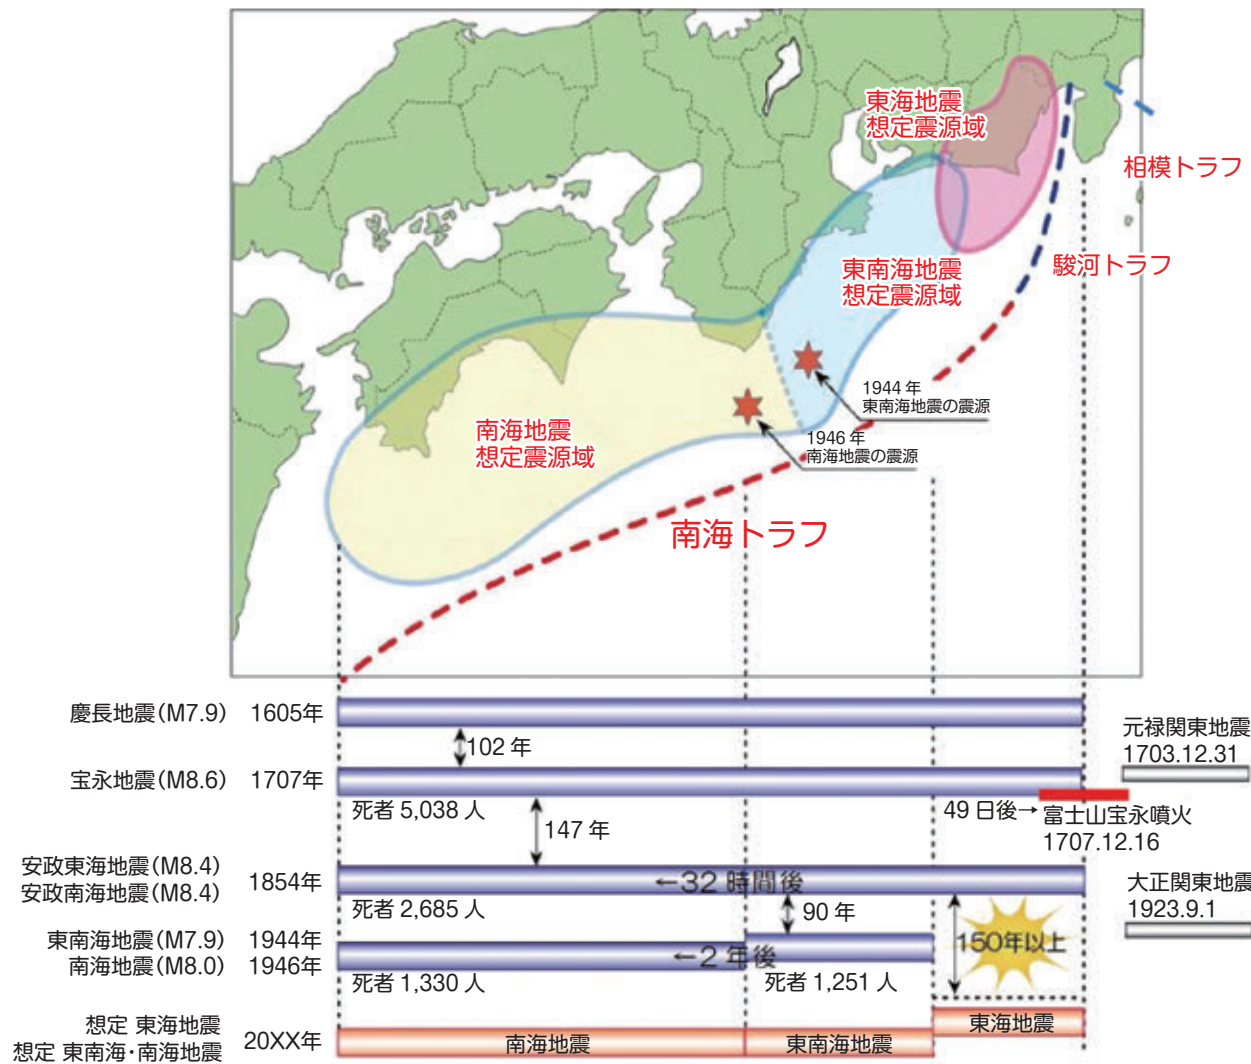 東海地震
想定震源域
相模トラフ
東南海地震
想定震源域
駿河トラフ
1944年
東南海地震の震源
南海地震
想定震源域
1946年
南海地震の震源
南海トラフ
慶長地震(M7.9) 1605年
102年
元禄関東地震
1703.12.31
宝永地震(M8.6) 1707年
死者5,038人
49日後→
富士山宝永噴火
1707.12.16
147年
安政東海地震(M8.4)
安政南海地震(M8.4)
1854年
←32時間後
大正関東地震
1923.9.1
死者2,685人
90年
150年以上
東南海地震(M7.9) 1944年
南海地震(M8.0) 1946年
←2年後
死者1,330人
死者1,251人
想定 東海地震
想定 東南海・南海地震
20XX年
南海地震
東南海地震
東海地震